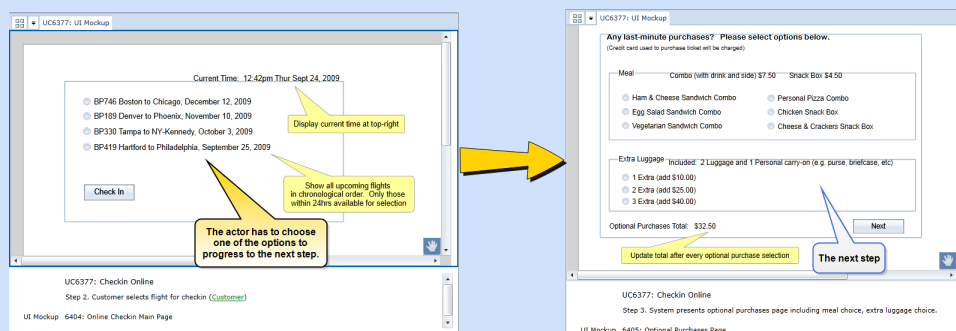 UC6377: UI Mockup
Current Time: 12:42pm Thur Sept 24, 2009
BP746 Boston to Chicago, December 12, 2009
BP189 Denver to Phoenix, November 10, 2009
BP330 Tampa to NY-Kennedy, October 3, 2009
BP419 Hartford to Philadelphia, September 25, 2009
Display current time at top-right
Show all upcoming flights
in chronological order. Only those
within 24hrs available for selection
Check In
The actor has to choose
one of the options to
progress to the next step.
UC6377: Checkin Online
Step 2. Customer selects flight for checkin (Customer)
UI Mockup 6404: Online Checkin Main Page
UC6377: UI Mockup
Any last-minute purchases? Please select options below.
(Credit card used to purchase ticket will be charged)
Meal
Combo (with drink and side) $7.50 Snack Box $4.50
Ham & Cheese Sandwich Combo Personal Pizza Combo
Egg Salad Sandwich Combo Chicken Snack Box
Vegetarian Sandwich Combo Cheese & Crackers Snack Box
Extra Luggage
Included: 2 Luggage and 1 Personal carry-on (e.g. purse, briefcase, etc)
1 Extra (add $10.00)
2 Extra (add $25.00)
3 Extra (add $40.00)
Optional Purchases Total: $32.50 Next
Update total after every optional purchase selection
The next step
UC6377: Checkin Online
Step 3. System presents optional purchases page including meal choice, extra luggage choice.
UI Mockup 6405: Optional Purchases Page